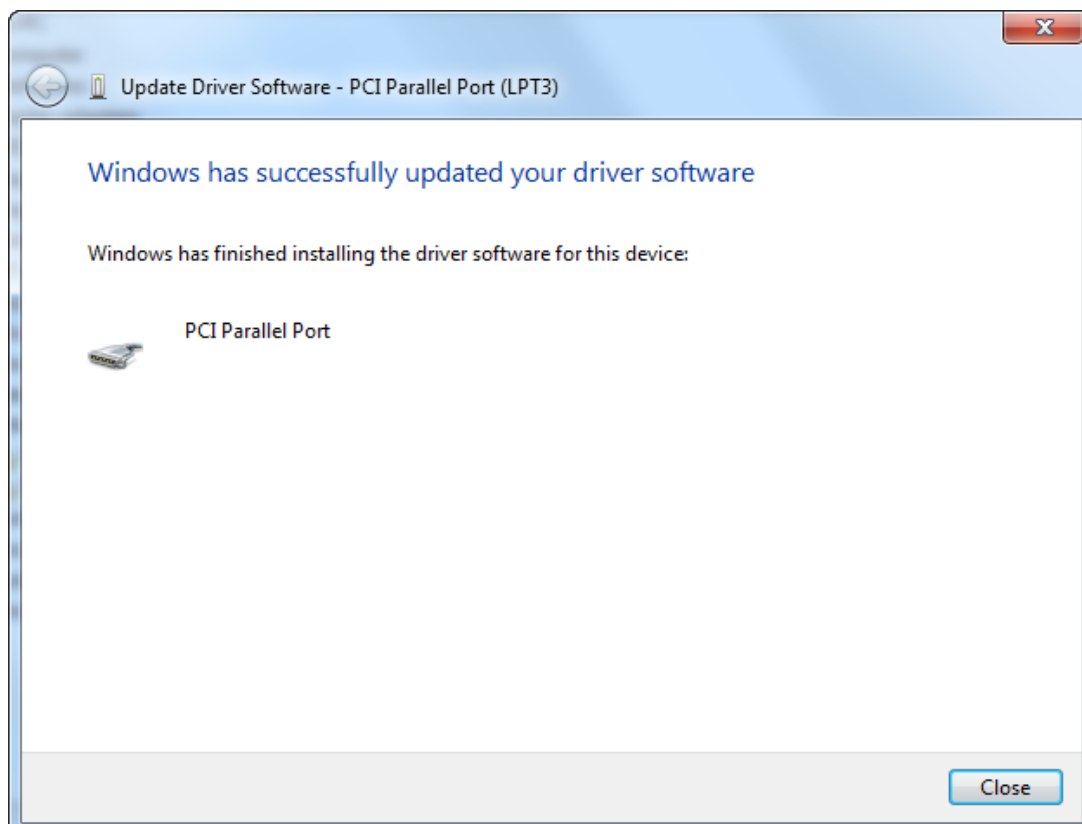 Update Driver Software - PCI Parallel Port (LPT3)
Windows has successfully updated your driver software
Windows has finished installing the driver software for this device:
PCI Parallel Port
Close